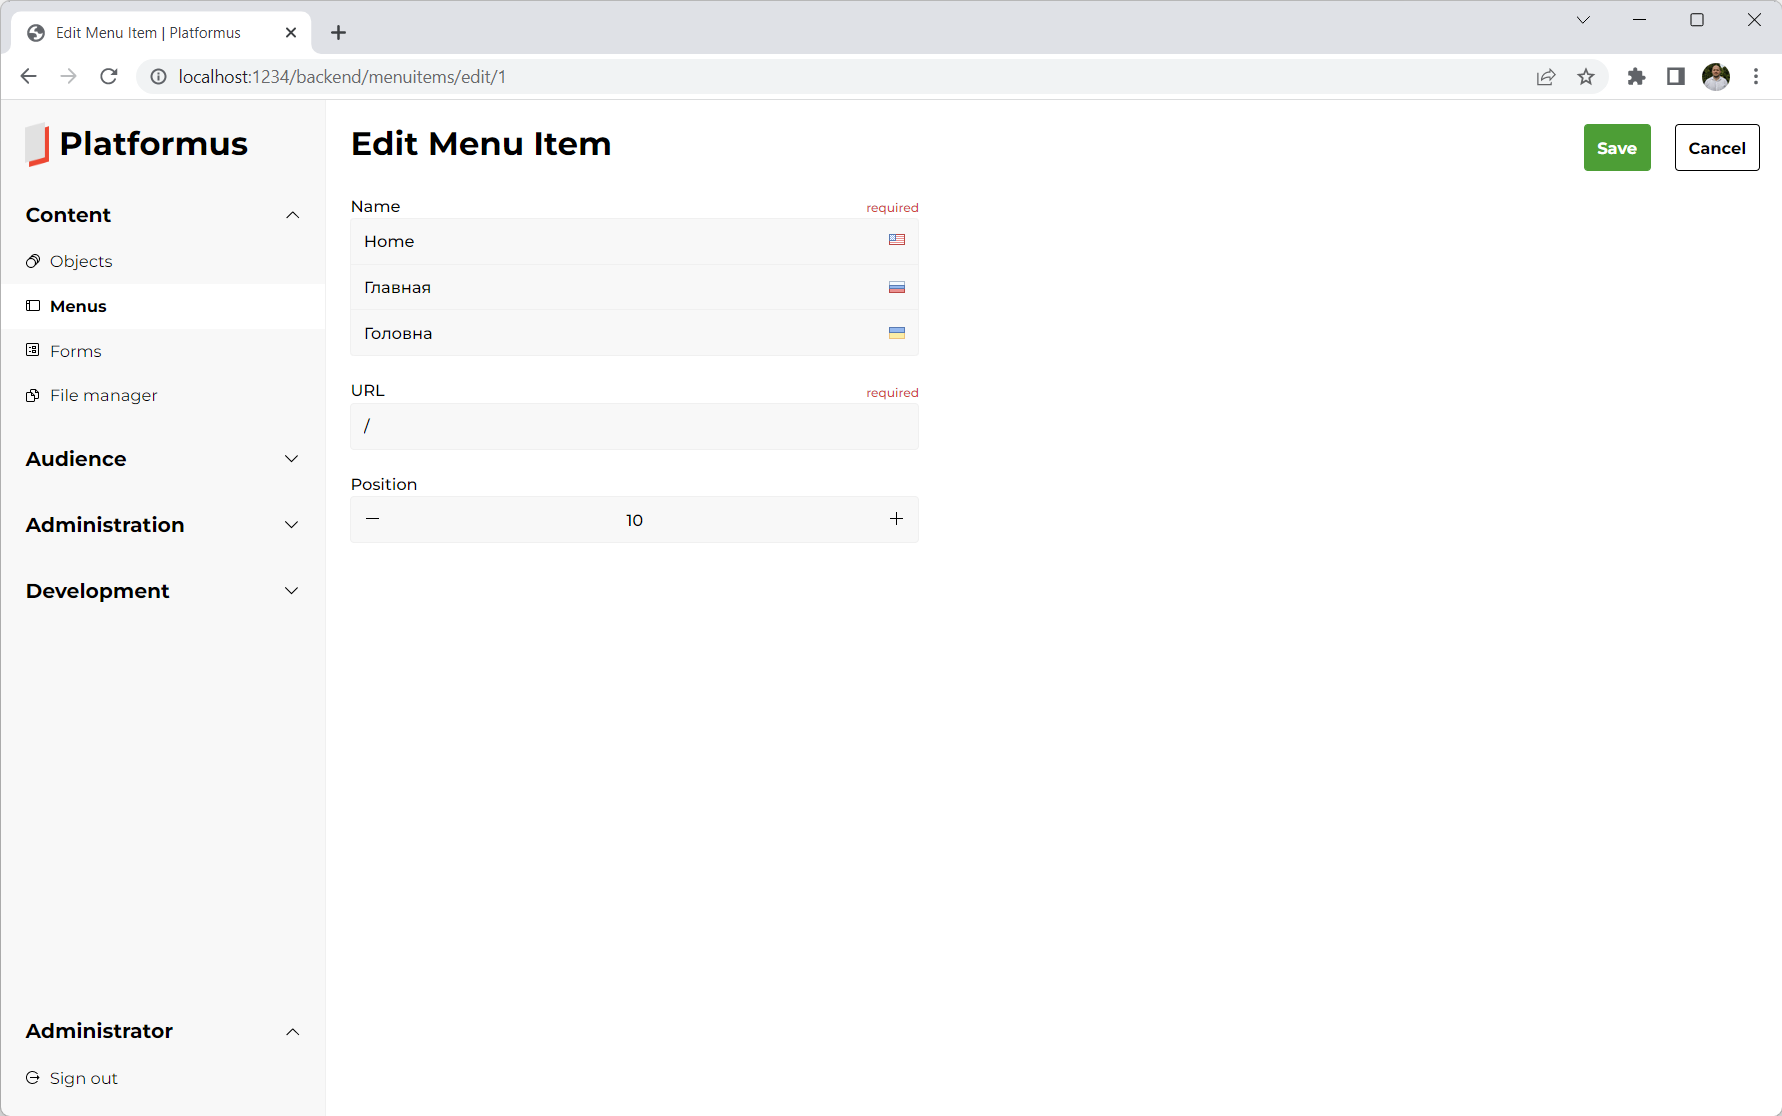 Edit Menu Item | Platformus
localhost:1234/backend/menuitems/edit/1
Platformus
Content
Objects
Menus
Forms
File manager
Audience
Administration
Development
Administrator
Sign out
Edit Menu Item
Save
Cancel
Name
required
Home
Главная
Головна
URL
required
/
Position
10